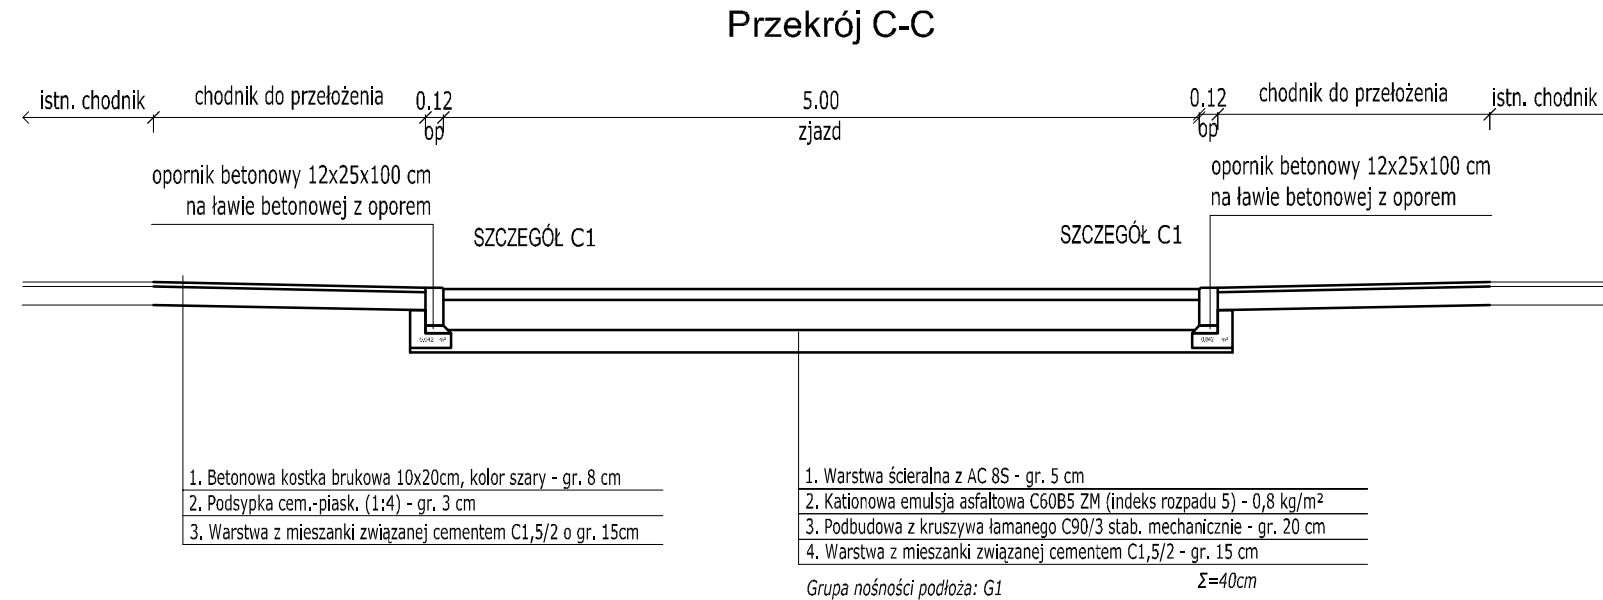 Przekrój C-C
istn. chodnik
chodnik do przełożenia
0.12
5.00
0.12
chodnik do przełożenia
istn. chodnik
op
zjazd
op
opornik betonowy 12x25x100 cm
na ławie betonowej z oporem
opornik betonowy 12x25x100 cm
na ławie betonowej z oporem
SZCZEGÓŁ C1
SZCZEGÓŁ C1
0,042 m²
0,042 m²
1. Betonowa kostka brukowa 10x20cm, kolor szary - gr. 8 cm
2. Podsypka cem.-piask. (1:4) - gr. 3 cm
3. Warstwa z mieszanki związanej cementem C1,5/2 o gr. 15cm
1. Warstwa ścieralna z AC 8S - gr. 5 cm
2. Kationowa emulsja asfaltowa C60B5 ZM (indeks rozpadu 5) - 0,8 kg/m²
3. Podbudowa z kruszywa łamanego C90/3 stab. mechanicznie - gr. 20 cm
4. Warstwa z mieszanki związanej cementem C1,5/2 - gr. 15 cm
Grupa nośności podłoża: G1
Σ=40cm